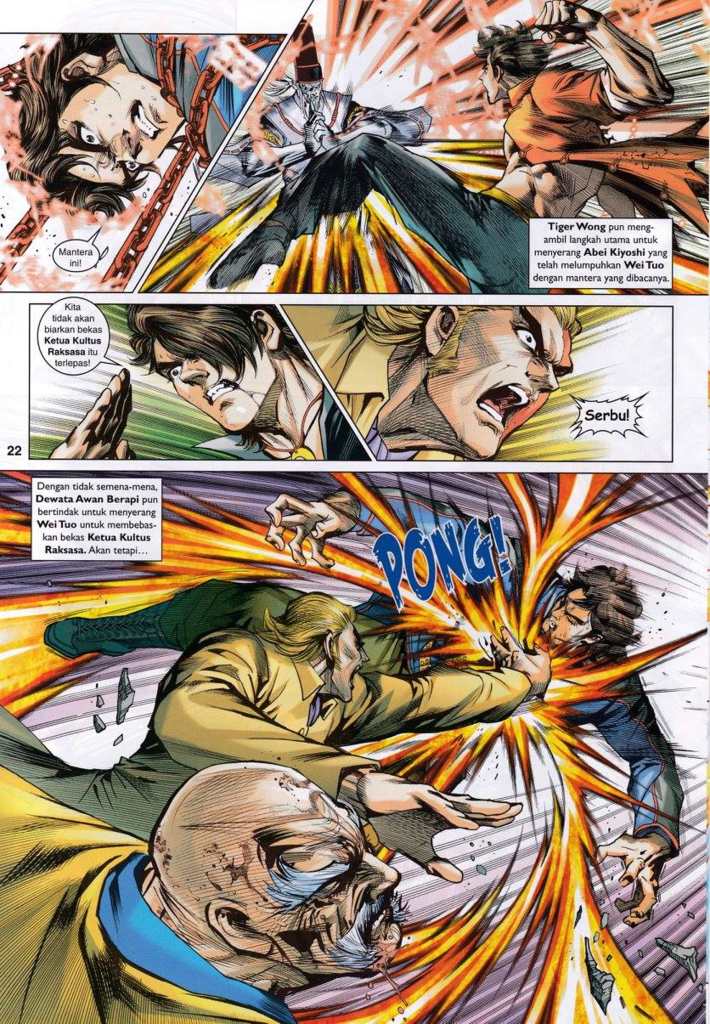 Mantera
ini!
Tiger Wong pun meng-
ambil langkah utama untuk
menyerang Abei Kiyoshi yang
telah melumpuhkan Wei Tuo
dengan mantera yang dibacanya.
Kita
tidak akan
biarkan bekas
Ketua Kultus
Raksasa itu
terlepas!
Serbu!
22
Dengan tidak semena-mena,
Dewata Awan Berapi pun
bertindak untuk menyerang
Wei Tuo untuk membebas-
kan bekas Ketua Kultus
Raksasa. Akan tetapi...
PONG!